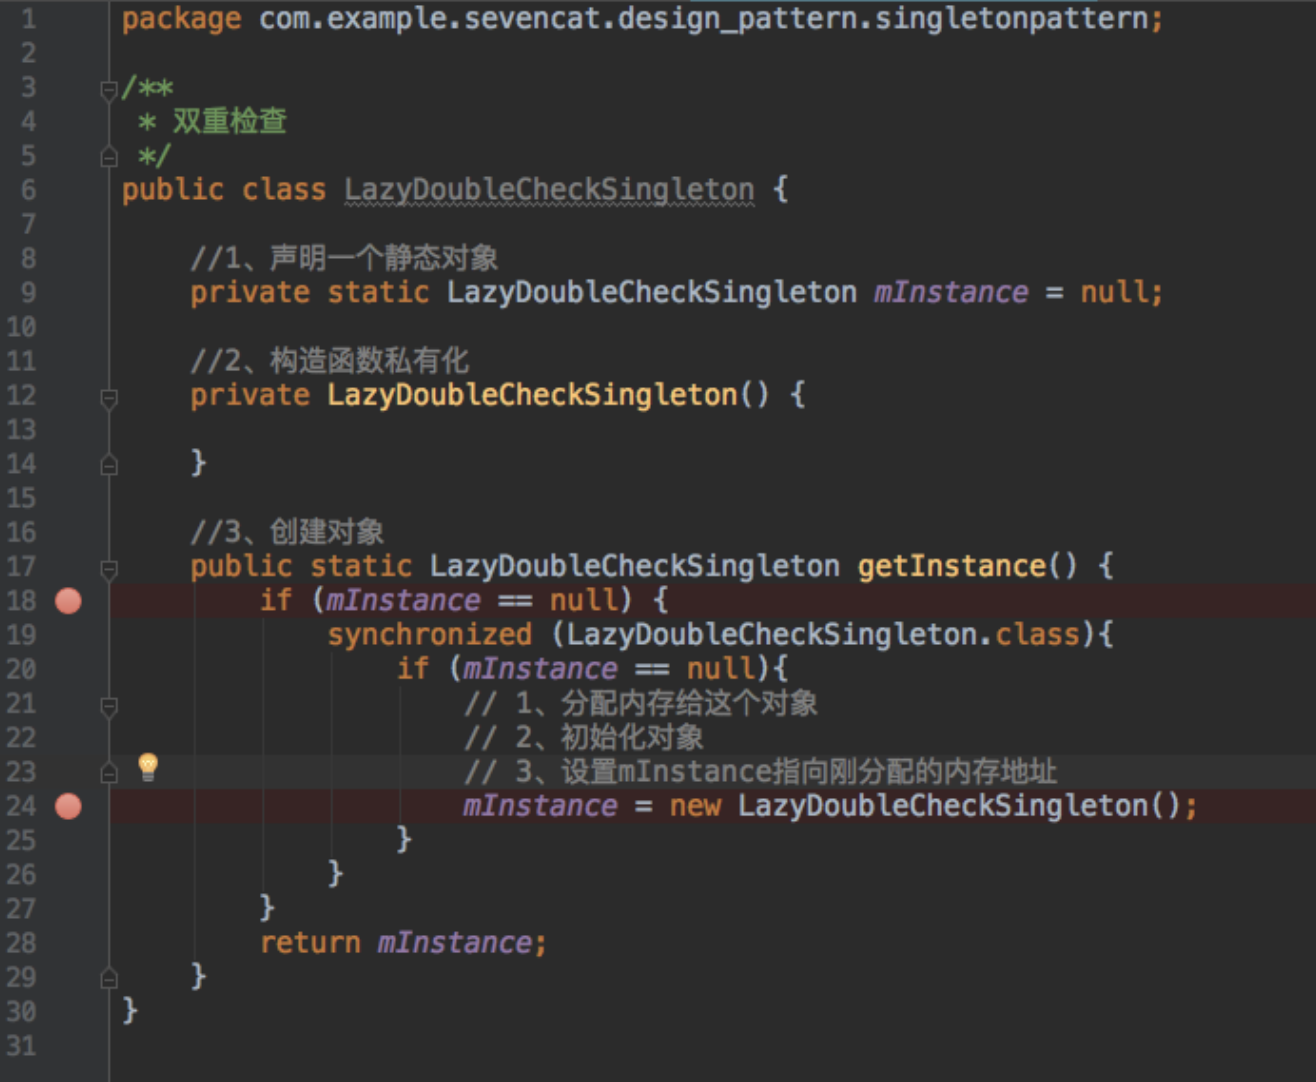 1 package com.example.sevencat.design_pattern.singletonpattern;
2
3 /**
4 * 双重检查
5 */
6 public class LazyDoubleCheckSingleton {
7
8 //1、声明一个静态对象
9 private static LazyDoubleCheckSingleton mInstance = null;
10
11 //2、构造函数私有化
12 private LazyDoubleCheckSingleton() {
13
14 }
15
16 //3、创建对象
17 public static LazyDoubleCheckSingleton getInstance() {
18 if (mInstance == null) {
19 synchronized (LazyDoubleCheckSingleton.class){
20 if (mInstance == null){
21 // 1、分配内存给这个对象
22 // 2、初始化对象
23 // 3、设置mInstance指向刚分配的内存地址
24 mInstance = new LazyDoubleCheckSingleton();
25 }
26 }
27 }
28 return mInstance;
29 }
30 }
31